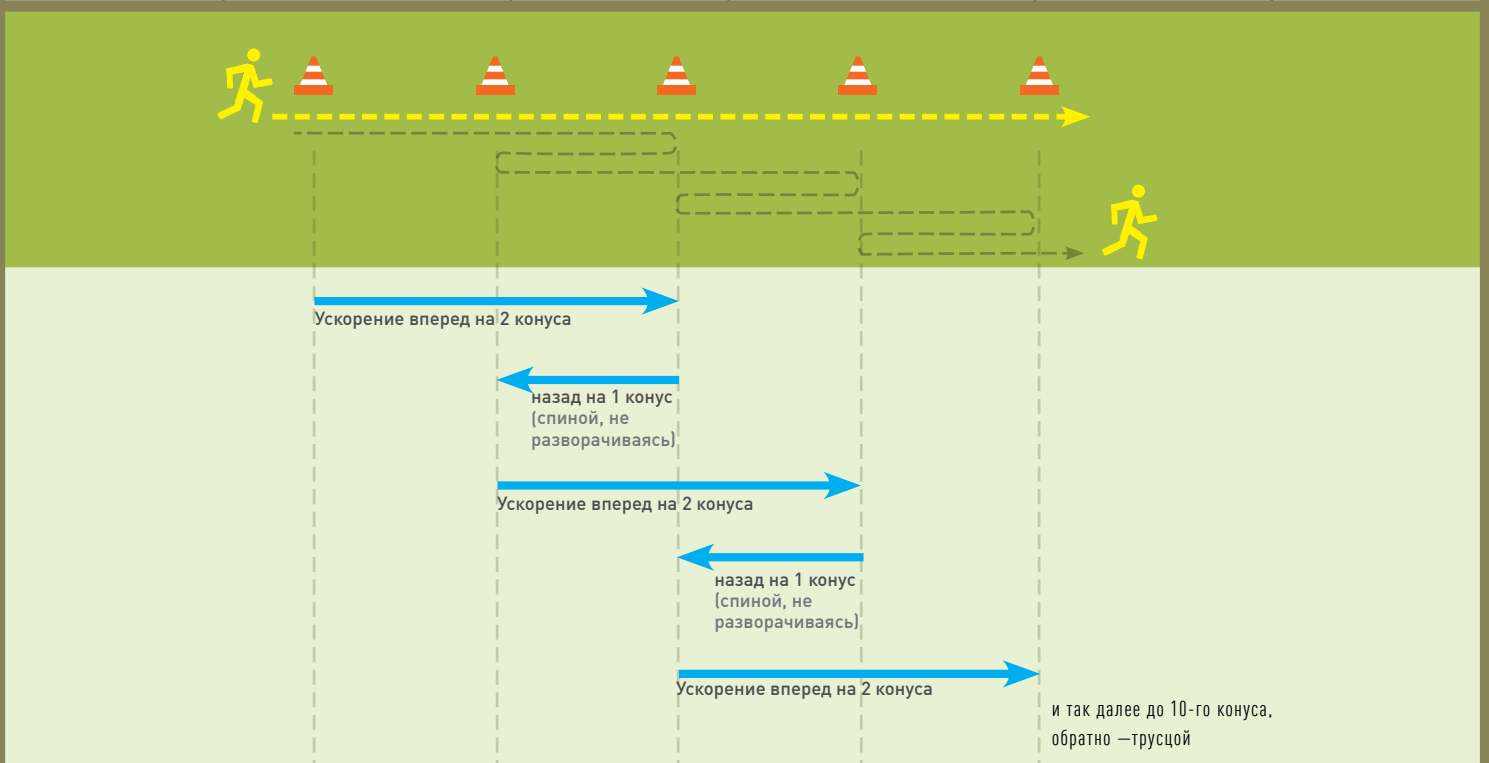 Ускорение вперед на 2 конуса
назад на 1 конус
(спиной, не
разворачиваясь)
Ускорение вперед на 2 конуса
назад на 1 конус
(спиной, не
разворачиваясь)
Ускорение вперед на 2 конуса
и так далее до 10-го конуса,
обратно —трусцой